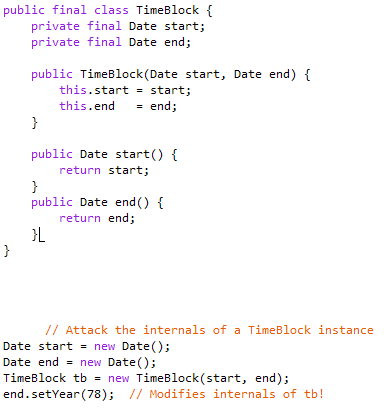 public final class TimeBlock {
    private final Date start;
    private final Date end;

    public TimeBlock(Date start, Date end) {
        this.start = start;
        this.end   = end;
    }

    public Date start() {
        return start;
    }
    public Date end() {
        return end;
    }
}

      // Attack the internals of a TimeBlock instance
Date start = new Date();
Date end = new Date();
TimeBlock tb = new TimeBlock(start, end);
end.setYear(78);  // Modifies internals of tb!